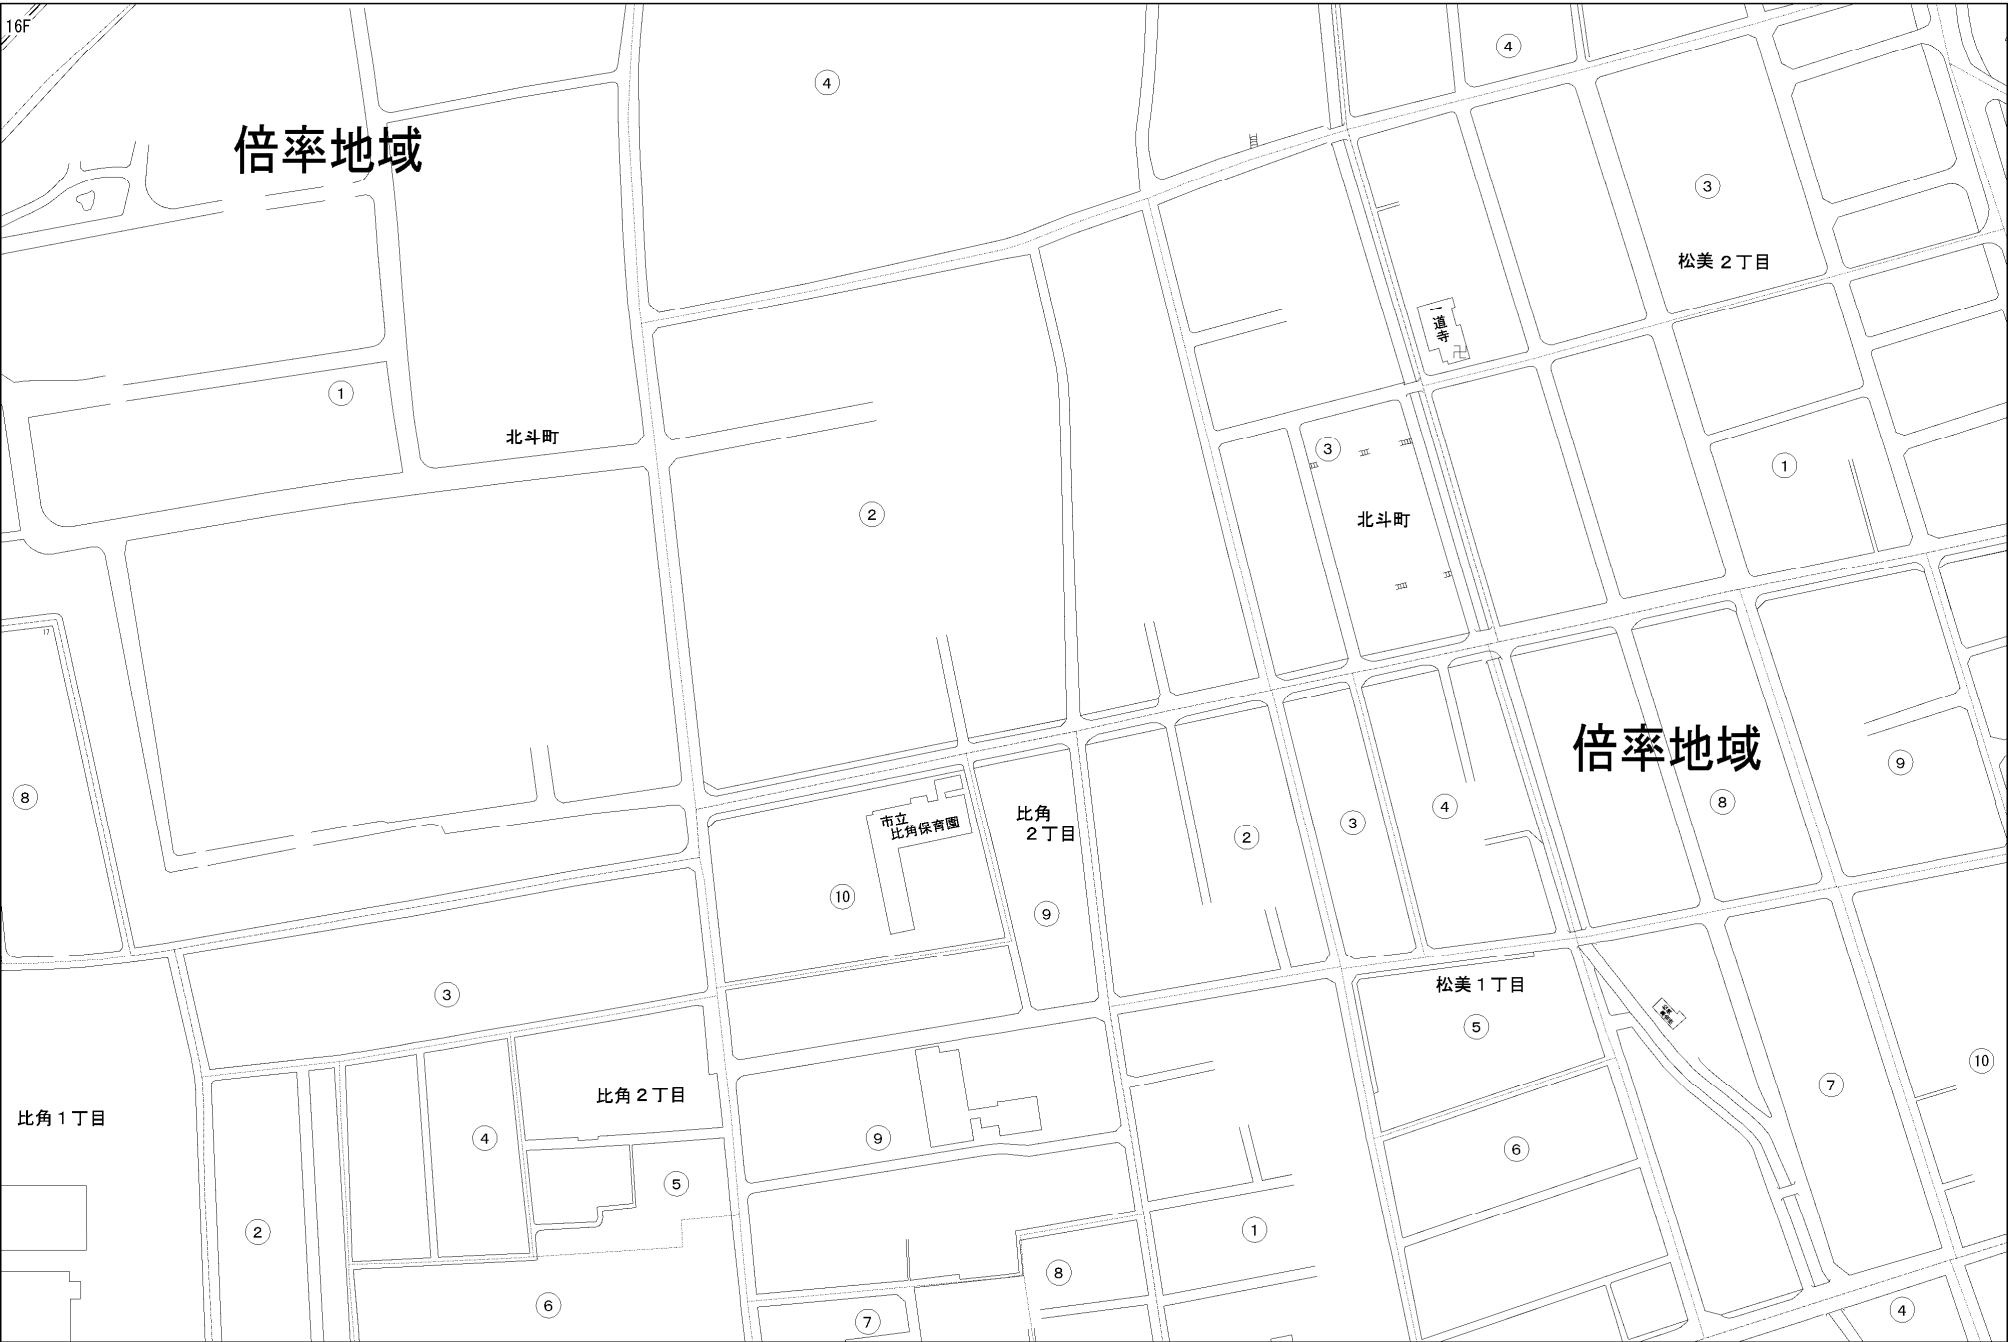 16F
④
④
倍率地域
③
松美2丁目
一
道
寺
①
北斗町
③
①
②
北斗町
17
倍率地域
⑨
⑧
⑧
市立
比角保育園
比角
2丁目
②
③
④
⑩
⑨
③
松美1丁目
⑤
⑩
⑦
比角2丁目
比角1丁目
④
⑨
⑥
⑤
②
①
⑧
⑥
⑦
④